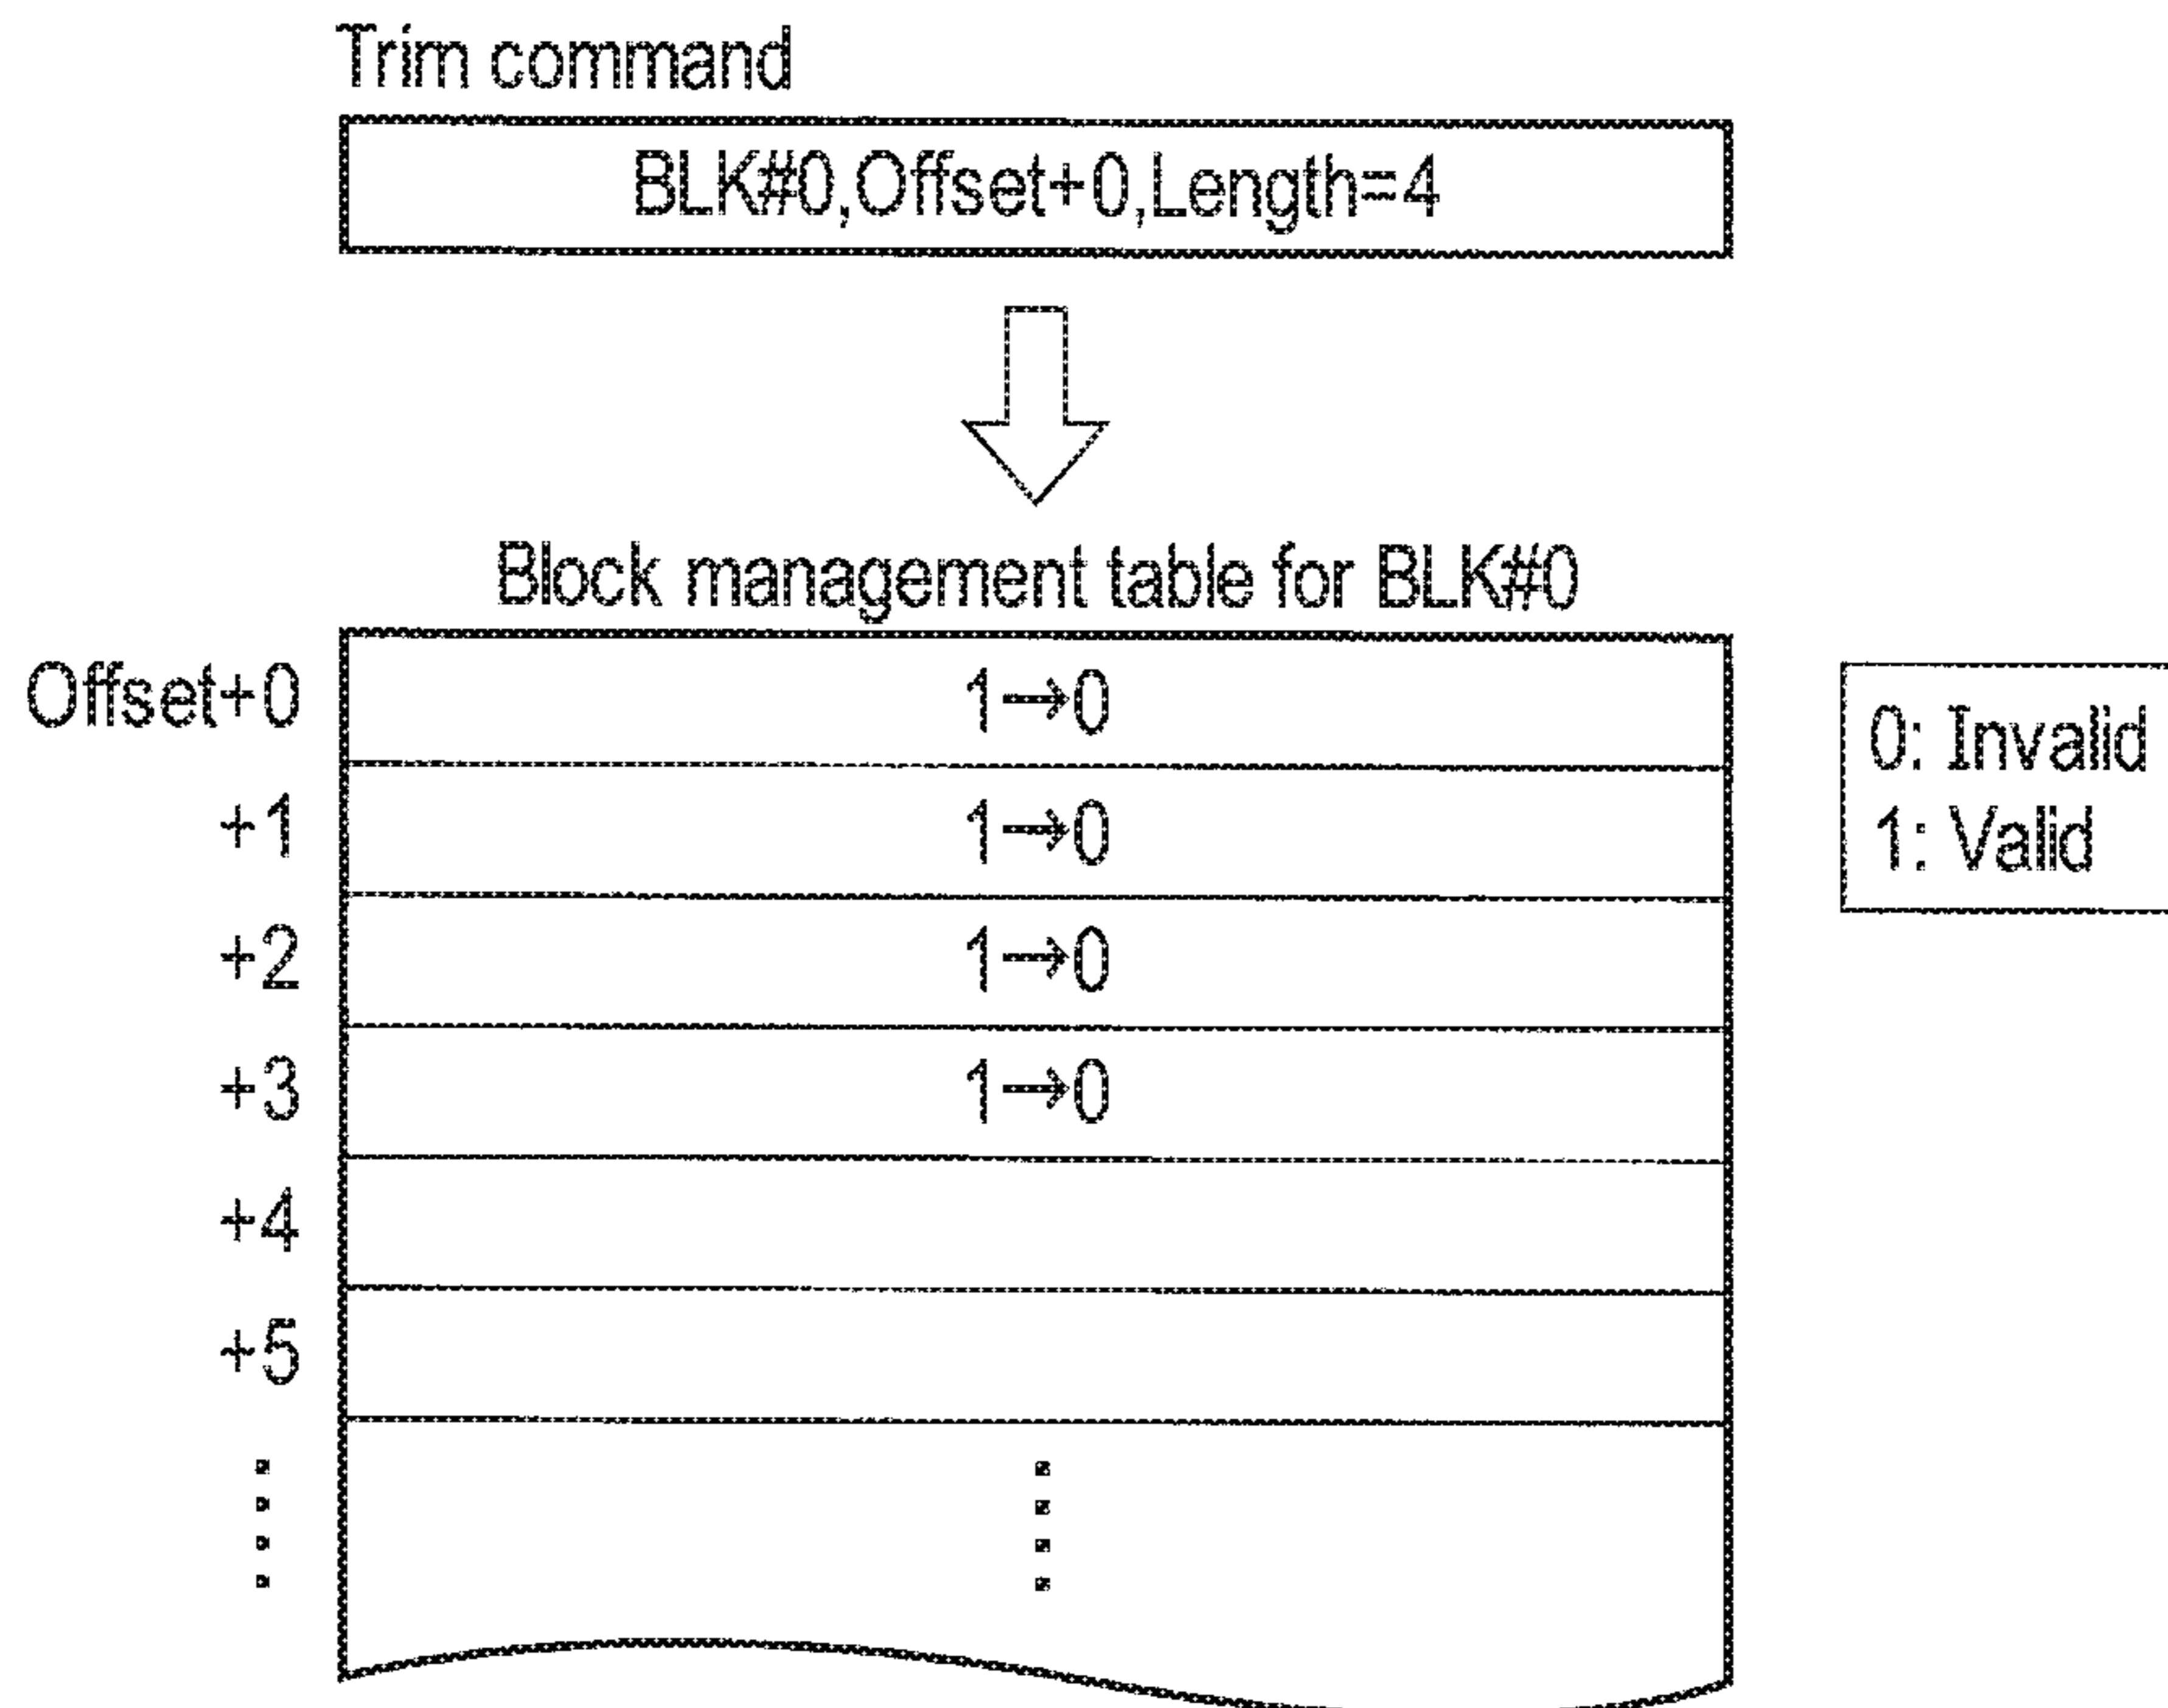 Trim command
BLK#0,Offset+0,Length=4
Block management table for BLK#0
Offset+0 1→0
+1 1→0
+2 1→0
+3 1→0
+4
+5
0: Invalid
1: Valid